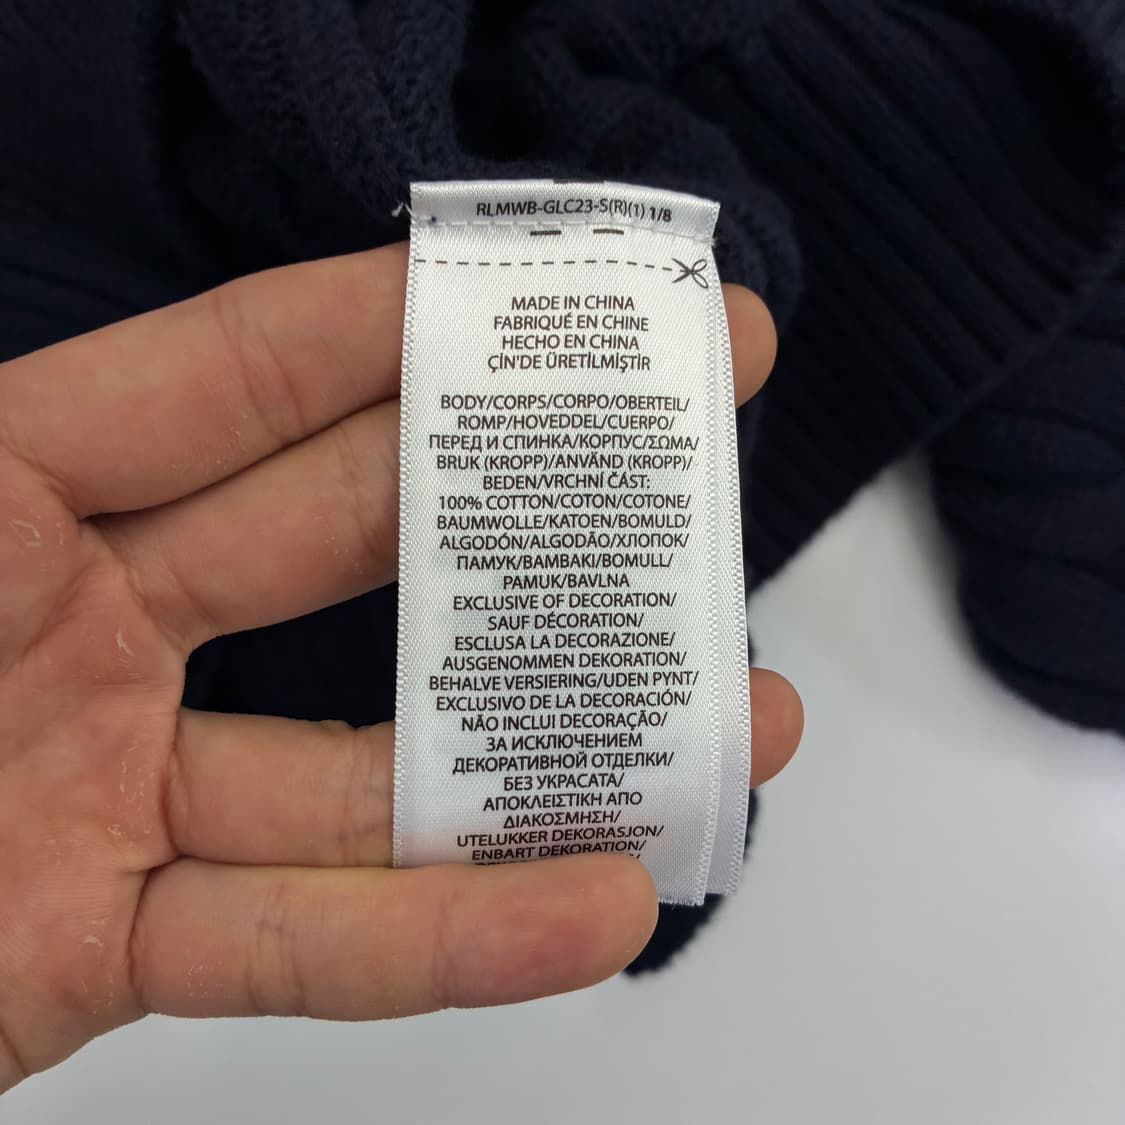 RLMWB-GLC23-S(R)(1) 1/8
MADE IN CHINA
FABRIQUÉ EN CHINE
HECHO EN CHINA
ÇİN'DE ÜRETİLMİŞTİR
BODY/CORPS/CORPO/OBERTEIL/
ROMP/HOVEDDEL/CUERPO/
ПЕРЕД И СПИНКА/КОРПУС/ΣΩΜΑ/
BRUK (KROPP)/ANVÄND (KROPP)/
BEDEN/VRCHNÍ ČÁST:
100% COTTON/COTON/COTONE/
BAUMWOLLE/KATOEN/BOMULD/
ALGODÓN/ALGODÃO/ХЛОПОК/
ПАМУК/ΒΑΜΒΑΚΙ/BOMULL/
PAMUK/BAVLNA
EXCLUSIVE OF DECORATION/
SAUF DÉCORATION/
ESCLUSA LA DECORAZIONE/
AUSGENOMMEN DEKORATION/
BEHALVE VERSIERING/UDEN PYNT/
EXCLUSIVO DE LA DECORACIÓN/
NÃO INCLUI DECORAÇÃO/
ЗА ИСКЛЮЧЕНИЕМ
ДЕКОРАТИВНОЙ ОТДЕЛКИ/
БЕЗ УКРАСАТА/
ΑΠΟΚΛΕΙΣΤΙΚΗ ΑΠΟ
ΔΙΑΚΟΣΜΗΣΗ/
UTELUKKER DEKORASJON/
ENBART DEKORATION/